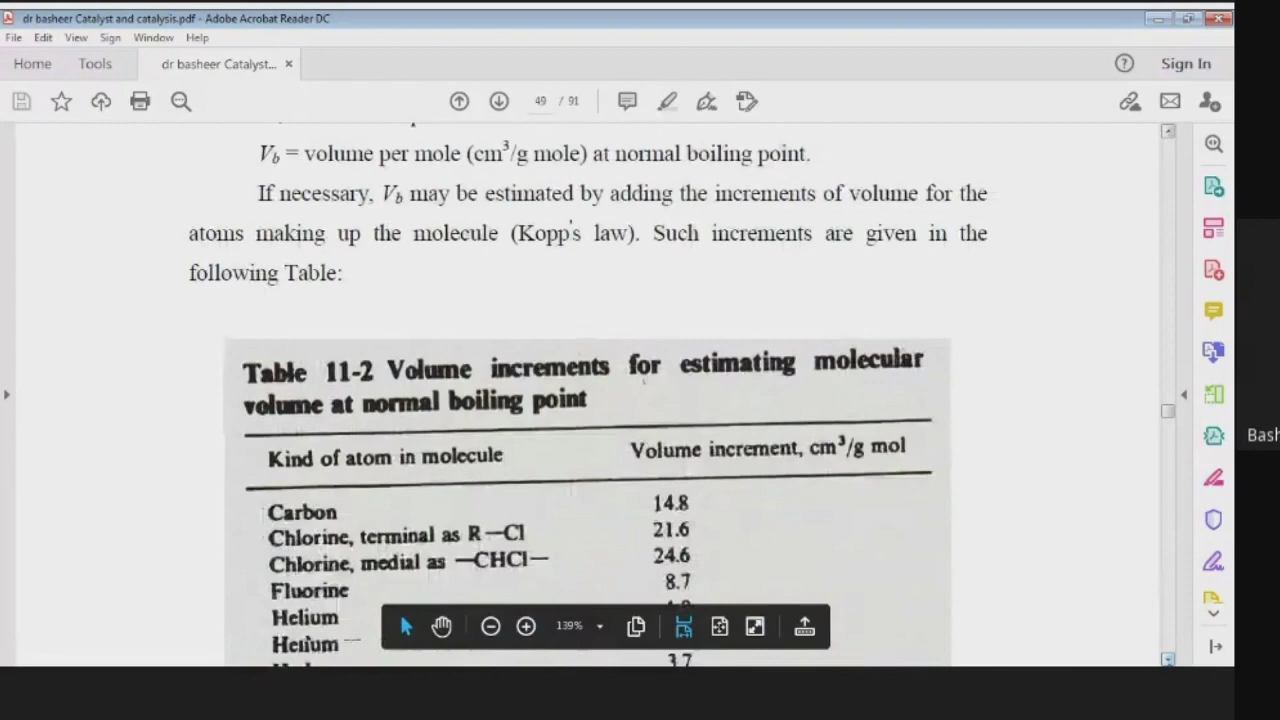 dr basheer Catalyst and catalysis.pdf - Adobe Acrobat Reader DC
File Edit View Sign Window Help
Home Tools dr basheer Catalyst... × Sign In
49 / 91
V_b = volume per mole (cm³/g mole) at normal boiling point.
If necessary, V_b may be estimated by adding the increments of volume for the
atoms making up the molecule (Kopp's law). Such increments are given in the
following Table:
Table 11-2 Volume increments for estimating molecular
volume at normal boiling point
Kind of atom in molecule Volume increment, cm³/g mol
Carbon 14.8
Chlorine, terminal as R—Cl 21.6
Chlorine, medial as —CHCl— 24.6
Fluorine 8.7
Helium
Helium
3.7
139%
Bash